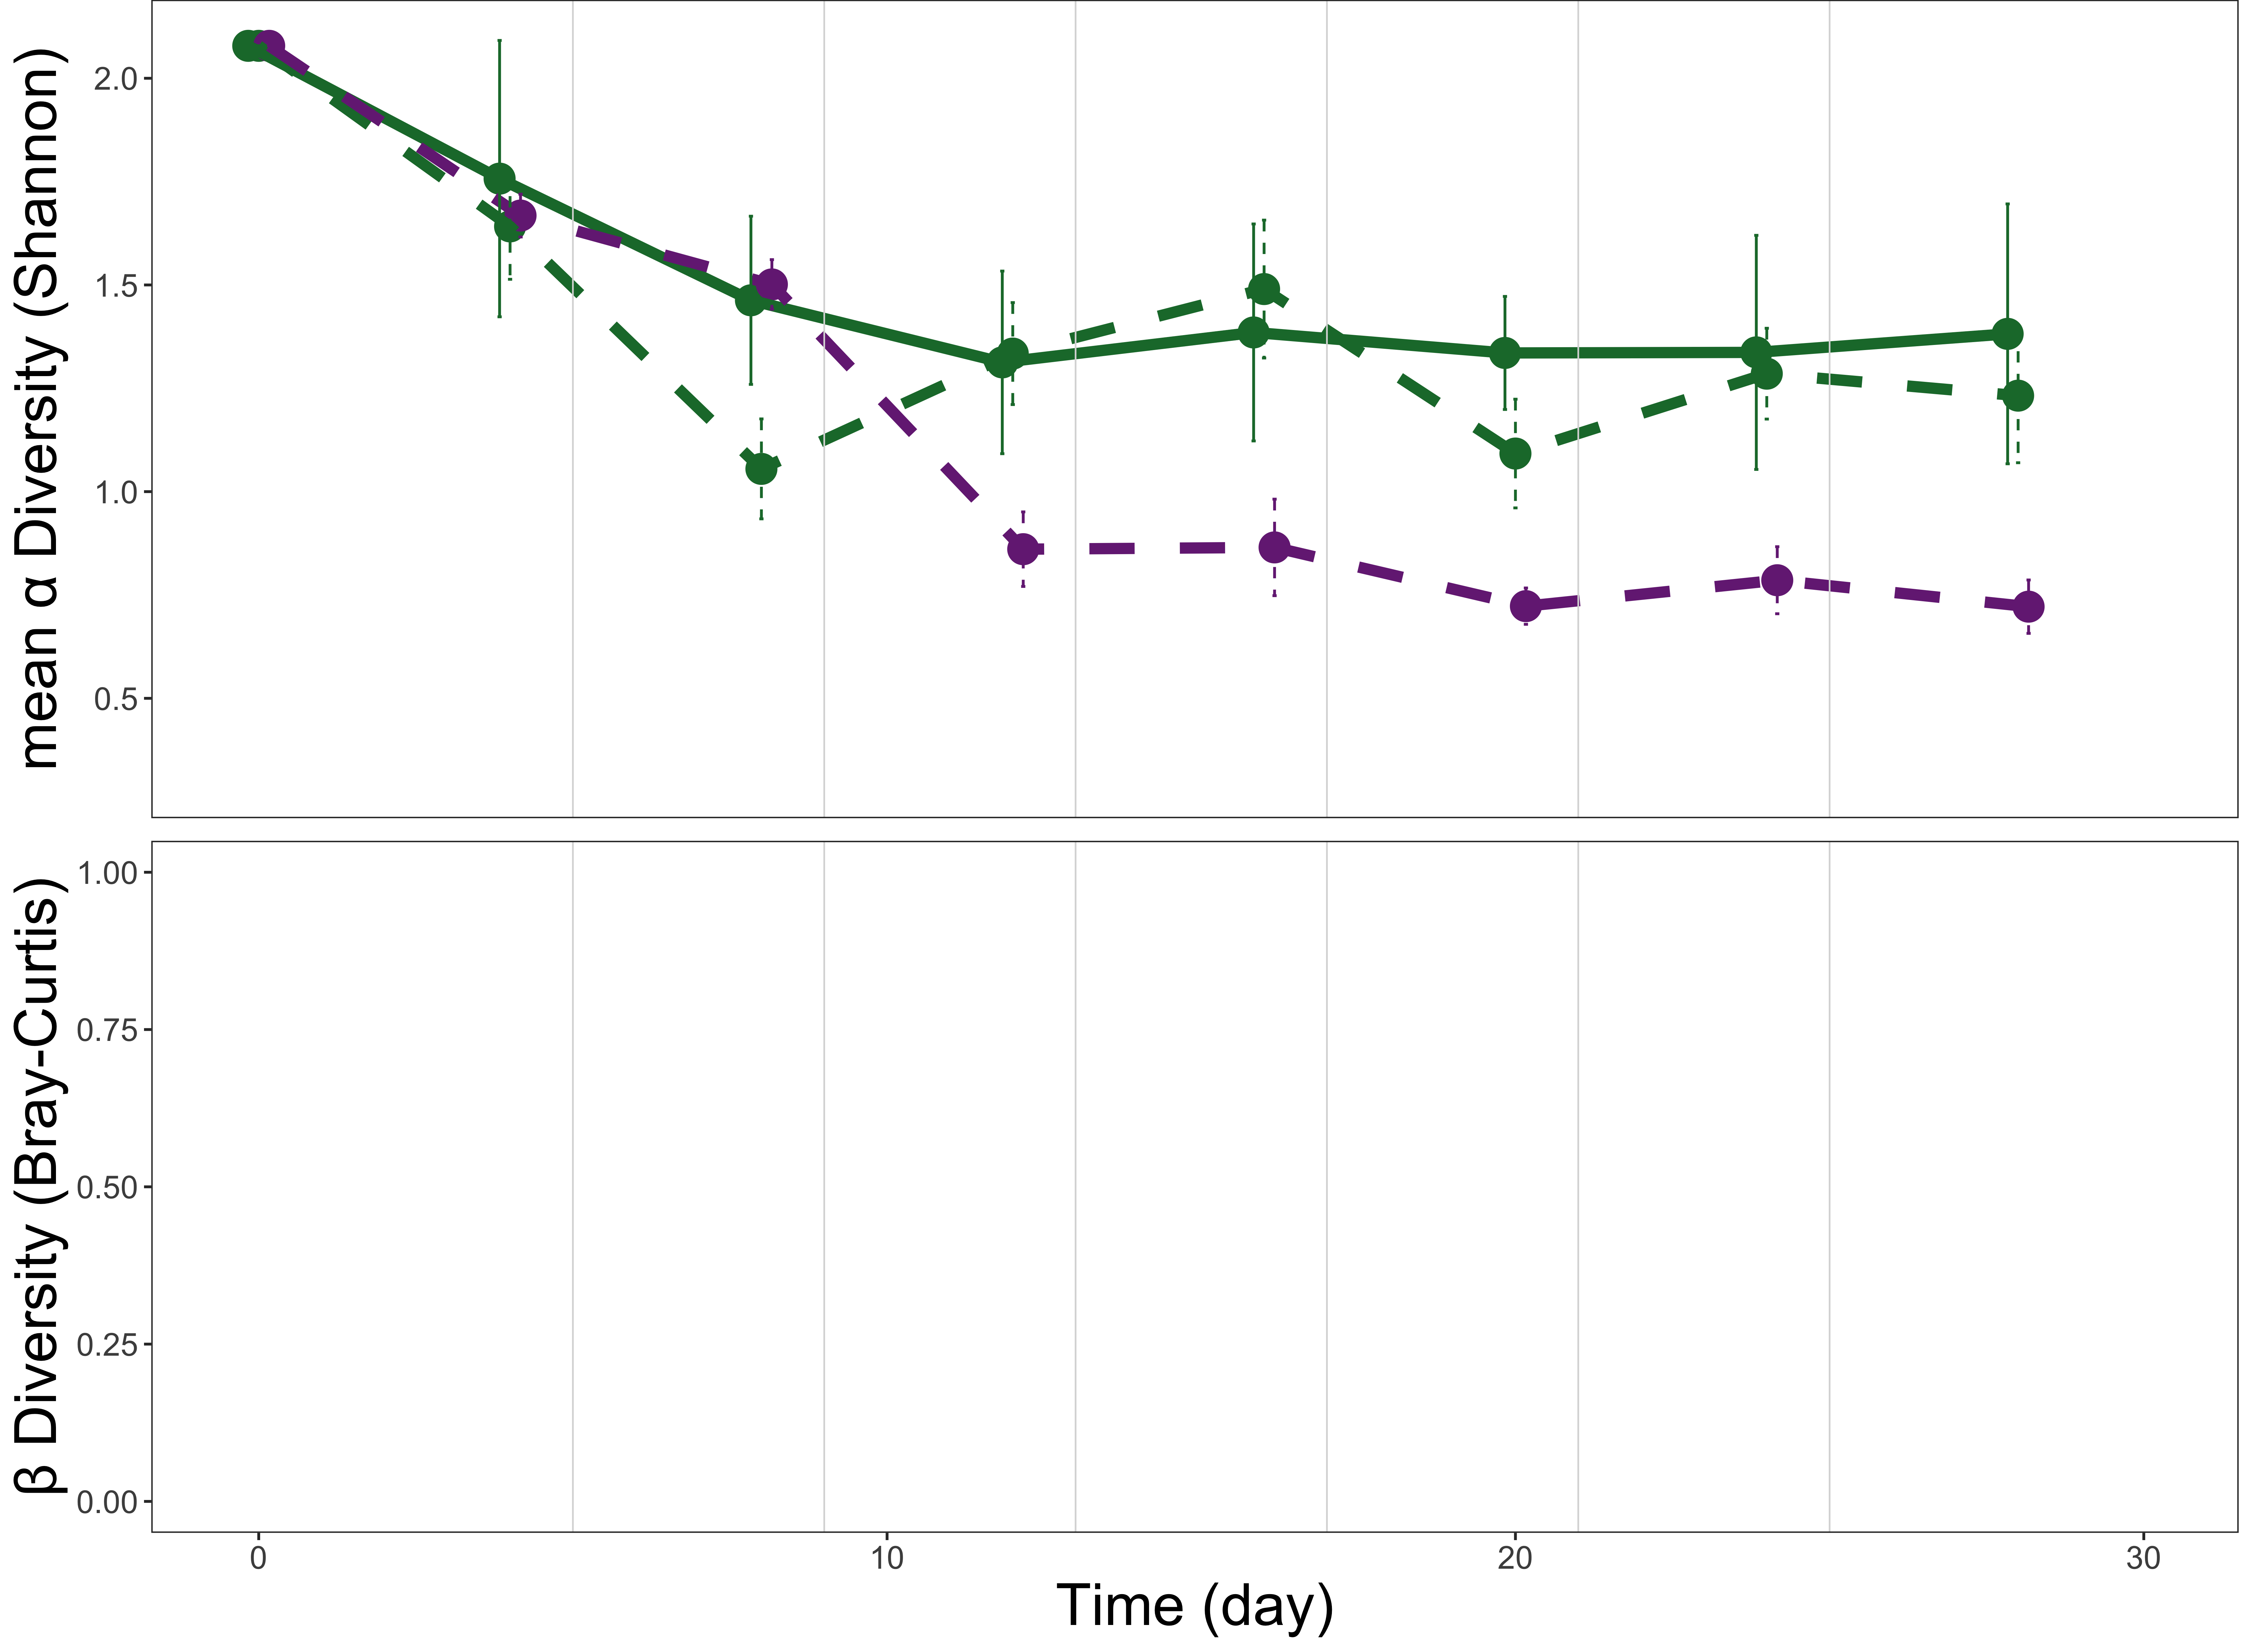 mean α Diversity (Shannon)
2.0
1.5
1.0
0.5
β Diversity (Bray-Curtis)
1.00
0.75
0.50
0.25
0.00
0 10 20 30
Time (day)